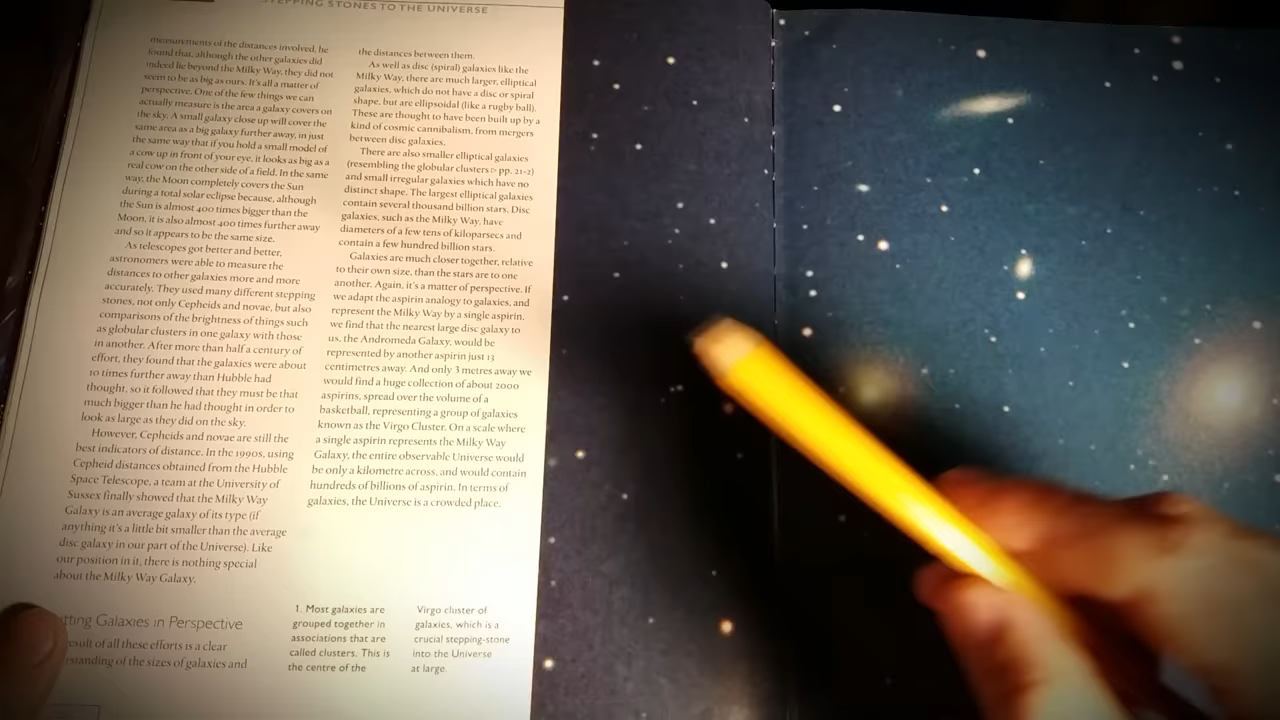 STEPPING STONES TO THE UNIVERSE
measurements of the distances involved, he
found that, although the other galaxies did
indeed lie beyond the Milky Way, they did not
seem to be as big as ours. It's all a matter of
perspective. One of the few things we can
actually measure is the area a galaxy covers on
the sky. A small galaxy close up will cover the
same area as a big galaxy further away, in just
the same way that if you hold a small model of
a cow up in front of your eye, it looks as big as a
real cow on the other side of a field. In the same
way, the Moon completely covers the Sun
during a total solar eclipse because, although
the Sun is almost 400 times bigger than the
Moon, it is also almost 400 times further away
and so it appears to be the same size.
As telescopes got better and better,
astronomers were able to measure the
distances to other galaxies more and more
accurately. They used many different stepping
stones, not only Cepheids and novae, but also
comparisons of the brightness of things such
as globular clusters in one galaxy with those
in another. After more than half a century of
effort, they found that the galaxies were about
10 times further away than Hubble had
thought, so it followed that they must be that
much bigger than he had thought in order to
look as large as they did on the sky.
However, Cepheids and novae are still the
best indicators of distance. In the 1990s, using
Cepheid distances obtained from the Hubble
Space Telescope, a team at the University of
Sussex finally showed that the Milky Way
Galaxy is an average galaxy of its type (if
anything it's a little bit smaller than the average
disc galaxy in our part of the Universe). Like
our position in it, there is nothing special
about the Milky Way Galaxy.
tting Galaxies in Perspective
result of all these efforts is a clear
rstanding of the sizes of galaxies and
the distances between them.
As well as disc (spiral) galaxies like the
Milky Way, there are much larger, elliptical
galaxies, which do not have a disc or spiral
shape, but are ellipsoidal (like a rugby ball).
These are thought to have been built up by a
kind of cosmic cannibalism, from mergers
between disc galaxies.
There are also smaller elliptical galaxies
(resembling the globular clusters ▷ pp. 21-2)
and small irregular galaxies which have no
distinct shape. The largest elliptical galaxies
contain several thousand billion stars. Disc
galaxies, such as the Milky Way, have
diameters of a few tens of kiloparsecs and
contain a few hundred billion stars.
Galaxies are much closer together, relative
to their own size, than the stars are to one
another. Again, it's a matter of perspective. If
we adapt the aspirin analogy to galaxies, and
represent the Milky Way by a single aspirin,
we find that the nearest large disc galaxy to
us, the Andromeda Galaxy, would be
represented by another aspirin just 13
centimetres away. And only 3 metres away we
would find a huge collection of about 2000
aspirins, spread over the volume of a
basketball, representing a group of galaxies
known as the Virgo Cluster. On a scale where
a single aspirin represents the Milky Way
Galaxy, the entire observable Universe would
be only a kilometre across, and would contain
hundreds of billions of aspirin. In terms of
galaxies, the Universe is a crowded place.
1. Most galaxies are
grouped together in
associations that are
called clusters. This is
the centre of the
Virgo cluster of
galaxies, which is a
crucial stepping-stone
into the Universe
at large.